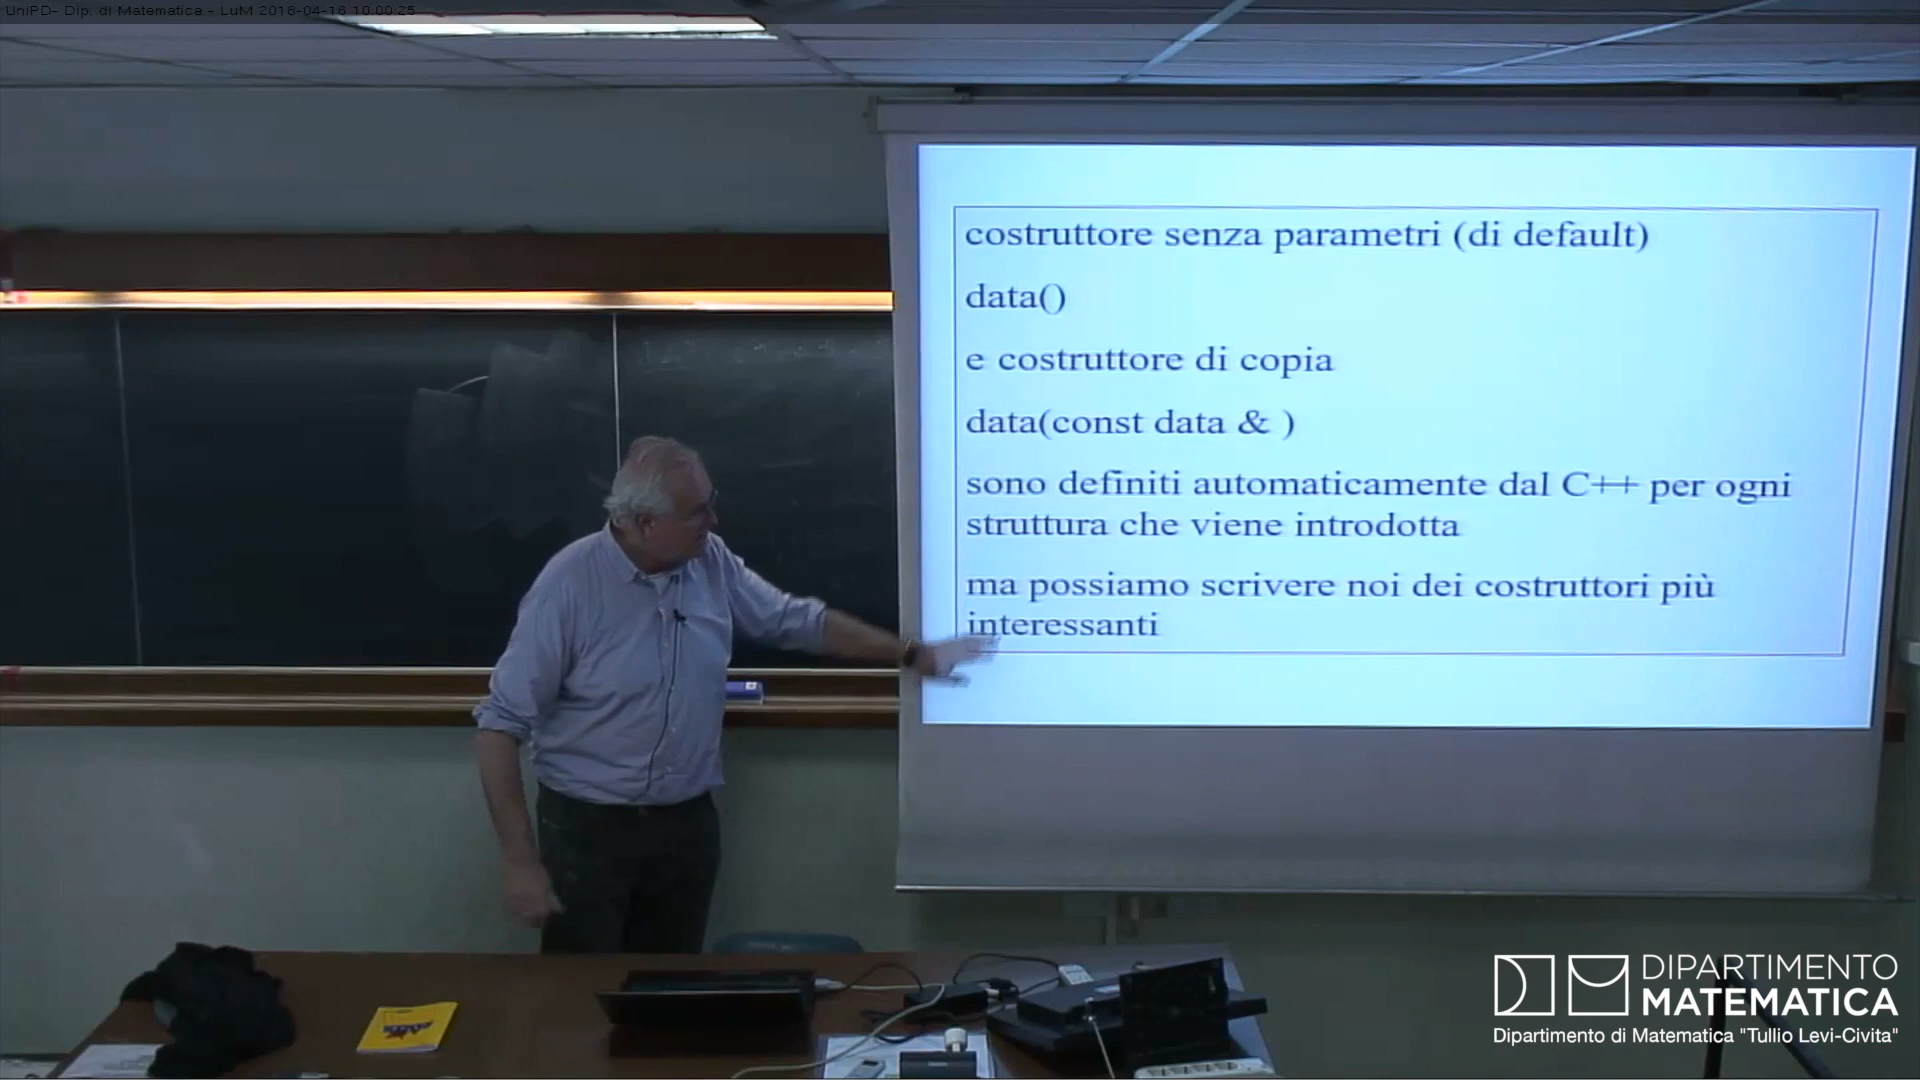 UniPD- Dip. di Matematica - LuM 2018-04-16 10:00:25
costruttore senza parametri (di default)
data()
e costruttore di copia
data(const data & )
sono definiti automaticamente dal C++ per ogni
struttura che viene introdotta
ma possiamo scrivere noi dei costruttori più
interessanti
DIPARTIMENTO
MATEMATICA
Dipartimento di Matematica "Tullio Levi-Civita"